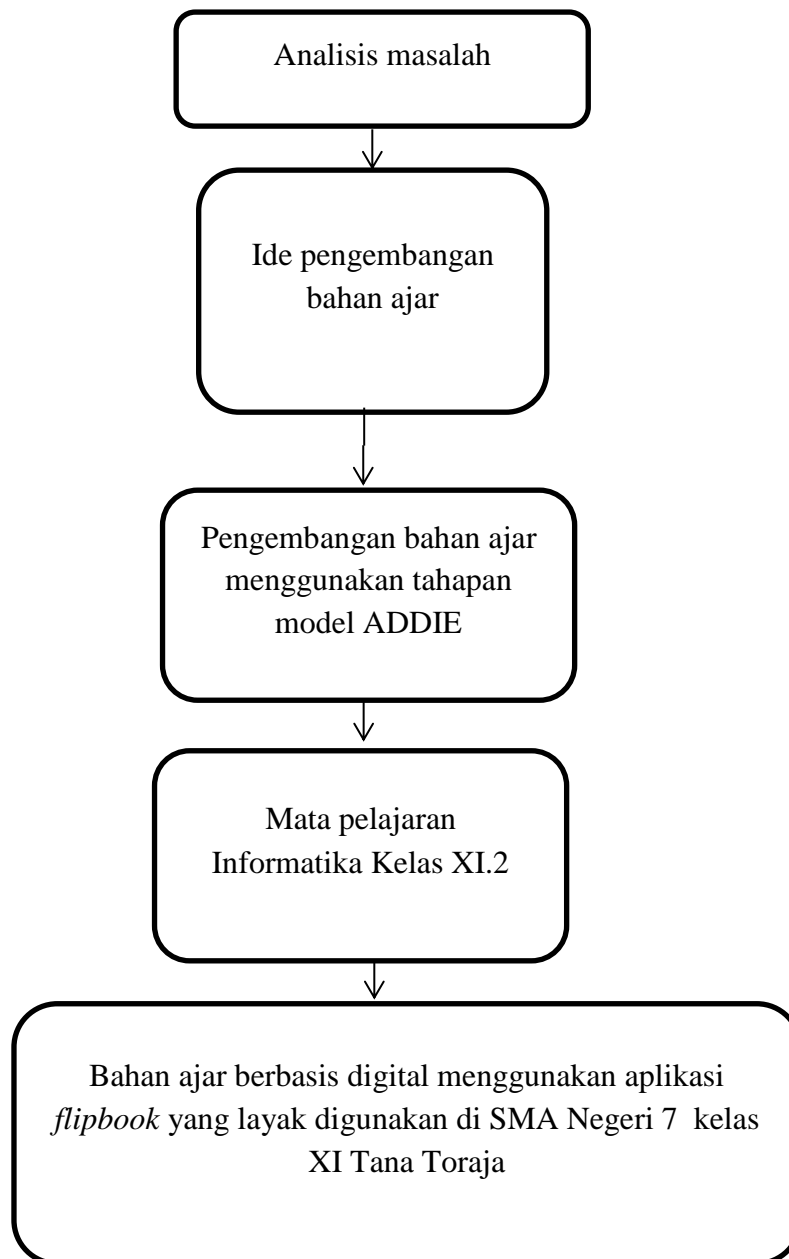 Analisis masalah
Ide pengembangan
bahan ajar
Pengembangan bahan ajar
menggunakan tahapan
model ADDIE
Mata pelajaran
Informatika Kelas XI.2
Bahan ajar berbasis digital menggunakan aplikasi
flipbook yang layak digunakan di SMA Negeri 7 kelas
XI Tana Toraja